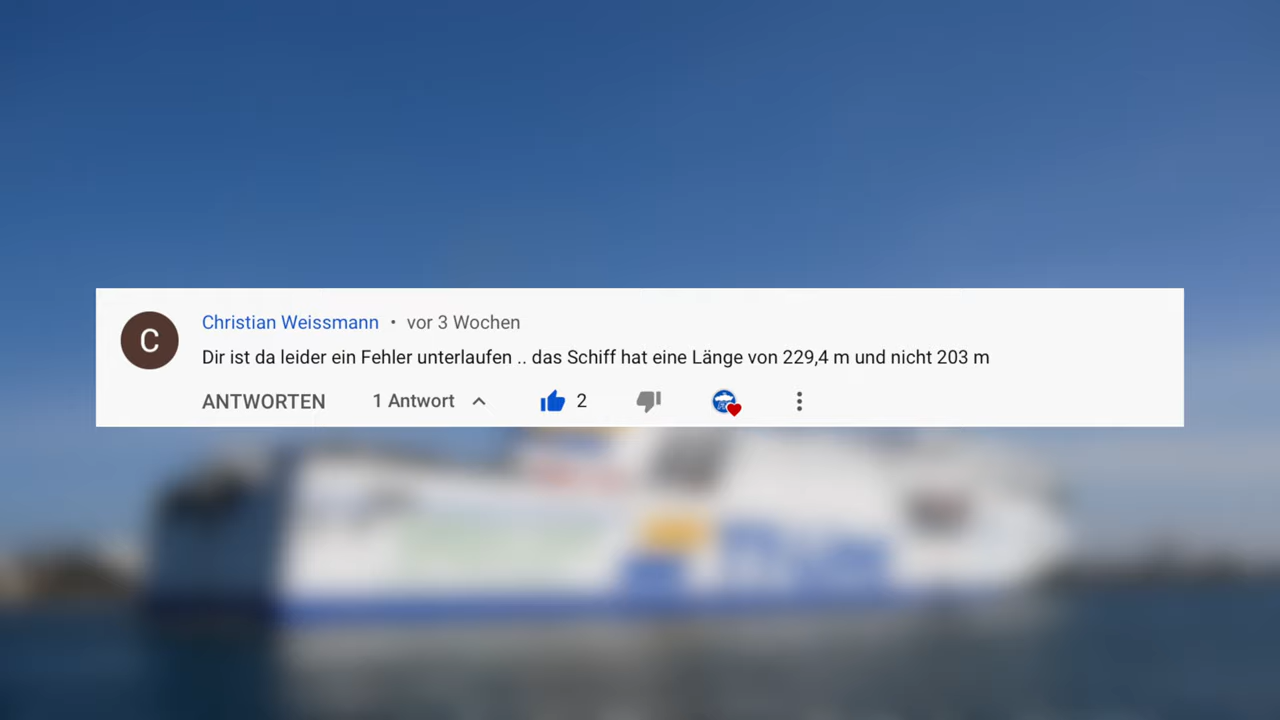 C
Christian Weissmann • vor 3 Wochen
Dir ist da leider ein Fehler unterlaufen .. das Schiff hat eine Länge von 229,4 m und nicht 203 m
ANTWORTEN 1 Antwort 2